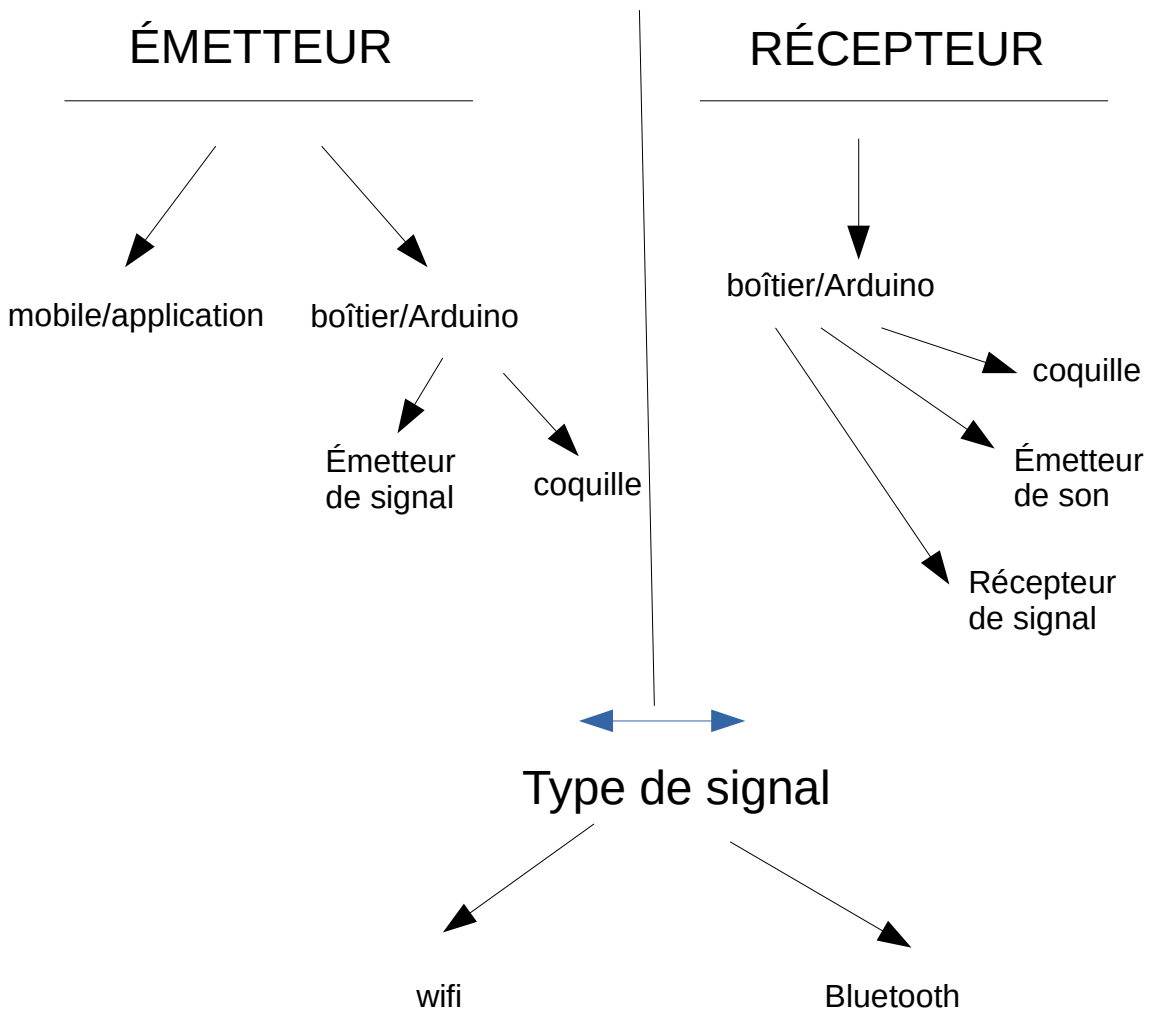 ÉMETTEUR
mobile/application
boîtier/Arduino
Émetteur
de signal
coquille
RÉCEPTEUR
boîtier/Arduino
coquille
Émetteur
de son
Récepteur
de signal
Type de signal
wifi
Bluetooth